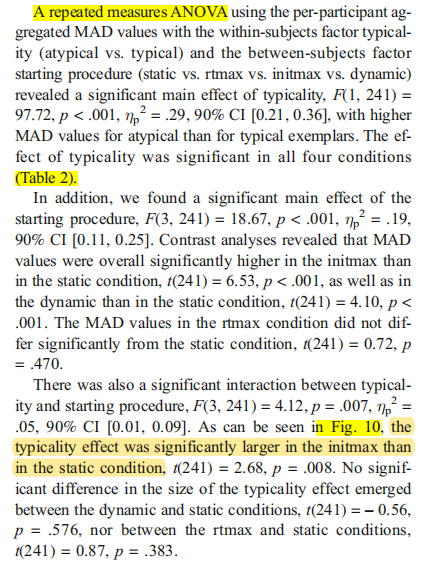 A repeated measures ANOVA using the per-participant ag-
gregated MAD values with the within-subjects factor typical-
ity (atypical vs. typical) and the between-subjects factor
starting procedure (static vs. rtmax vs. initmax vs. dynamic)
revealed a significant main effect of typicality, F(1, 241) =
97.72, p < .001, ηp² = .29, 90% CI [0.21, 0.36], with higher
MAD values for atypical than for typical exemplars. The ef-
fect of typicality was significant in all four conditions
(Table 2).
In addition, we found a significant main effect of the
starting procedure, F(3, 241) = 18.67, p < .001, ηp² = .19,
90% CI [0.11, 0.25]. Contrast analyses revealed that MAD
values were overall significantly higher in the initmax than
in the static condition, t(241) = 6.53, p < .001, as well as in
the dynamic than in the static condition, t(241) = 4.10, p <
.001. The MAD values in the rtmax condition did not dif-
fer significantly from the static condition, t(241) = 0.72, p
= .470.
There was also a significant interaction between typical-
ity and starting procedure, F(3, 241) = 4.12, p = .007, ηp² =
.05, 90% CI [0.01, 0.09]. As can be seen in Fig. 10, the
typicality effect was significantly larger in the initmax than
in the static condition, t(241) = 2.68, p = .008. No signif-
icant difference in the size of the typicality effect emerged
between the dynamic and static conditions, t(241) = – 0.56,
p = .576, nor between the rtmax and static conditions,
t(241) = 0.87, p = .383.